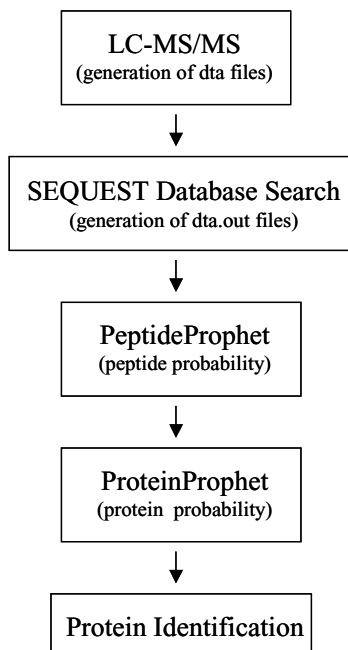 LC-MS/MS
(generation of dta files)
SEQUEST Database Search
(generation of dta.out files)
PeptideProphet
(peptide probability)
ProteinProphet
(protein probability)
Protein Identification